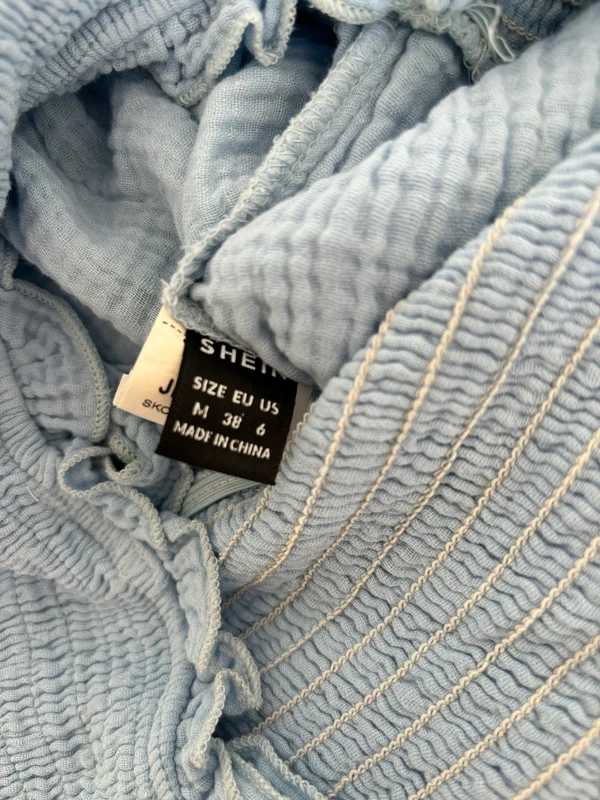 SHEIN
SIZE EU US
M 38 6
MADE IN CHINA